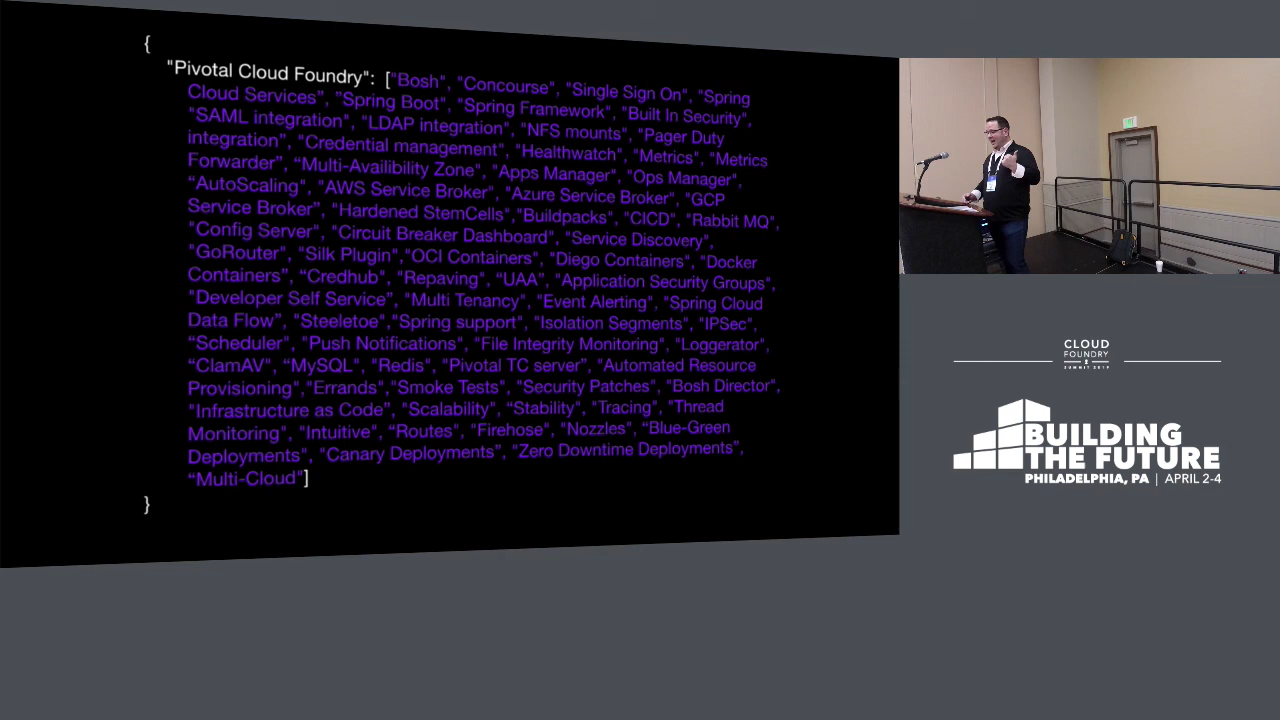 {
"Pivotal Cloud Foundry": ["Bosh", "Concourse", "Single Sign On", "Spring
Cloud Services”, ”Spring Boot", "Spring Framework", "Built In Security",
"SAML integration", "LDAP integration", "NFS mounts", "Pager Duty
integration”, "Credential management", "Healthwatch", "Metrics", "Metrics
Forwarder”, “Multi-Availibility Zone", "Apps Manager", "Ops Manager",
“AutoScaling", "AWS Service Broker", "Azure Service Broker", "GCP
Service Broker”, "Hardened StemCells","Buildpacks", "CICD", "Rabbit MQ",
"Config Server", "Circuit Breaker Dashboard", "Service Discovery",
"GoRouter", "Silk Plugin","OCI Containers", "Diego Containers", "Docker
Containers”, “Credhub", "Repaving", “UAA", "Application Security Groups",
"Developer Self Service”, "Multi Tenancy", "Event Alerting", "Spring Cloud
Data Flow”, "Steeletoe","Spring support", "Isolation Segments", "IPSec",
“Scheduler", "Push Notifications", "File Integrity Monitoring", "Loggerator",
“ClamAV", “MySQL", "Redis", "Pivotal TC server”, "Automated Resource
Provisioning","Errands","Smoke Tests", "Security Patches", "Bosh Director",
"Infrastructure as Code”, "Scalability", “Stability", "Tracing", "Thread
Monitoring", "Intuitive", “Routes", "Firehose", "Nozzles", “Blue-Green
Deployments", "Canary Deployments”, “Zero Downtime Deployments",
“Multi-Cloud"]
}
CLOUD
FOUNDRY
SUMMIT 2019
BUILDING
THE FUTURE
PHILADELPHIA, PA | APRIL 2-4